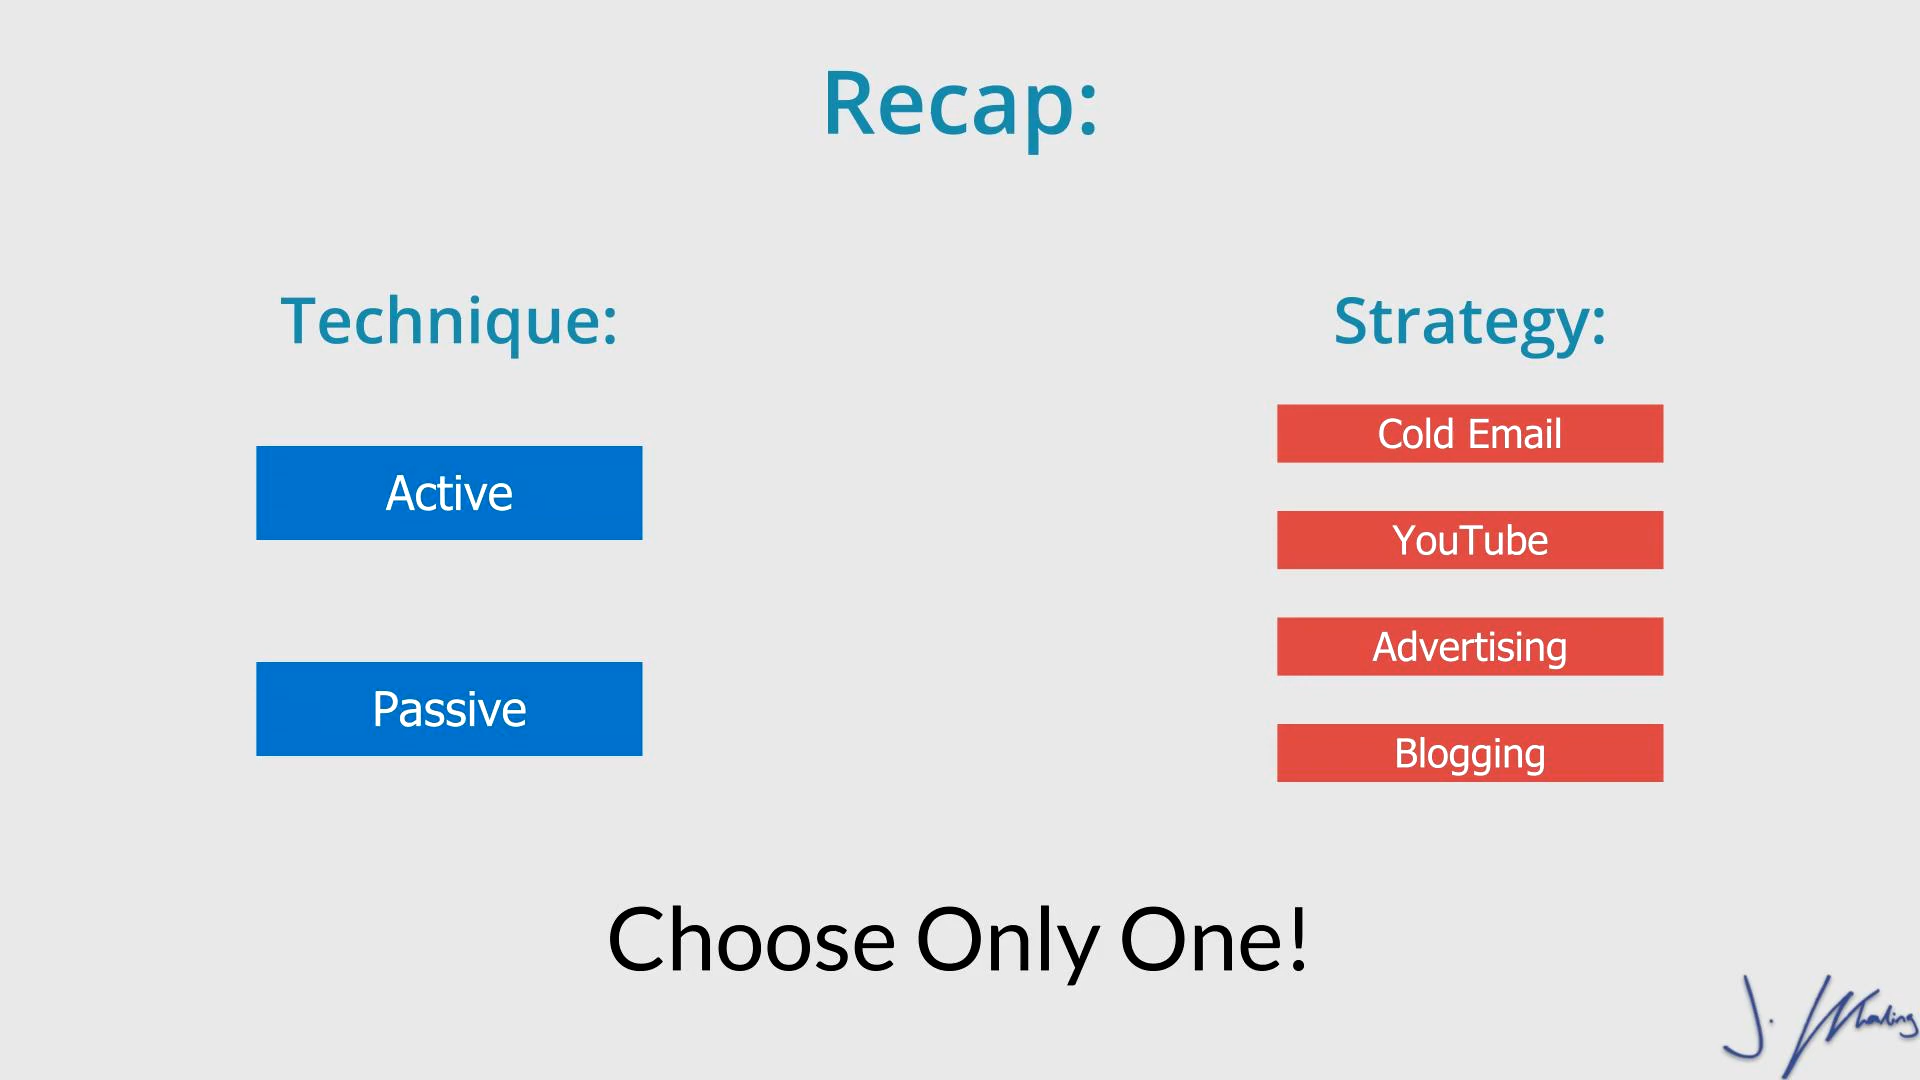 Recap:
Technique:
Active
Passive
Strategy:
Cold Email
YouTube
Advertising
Blogging
Choose Only One!